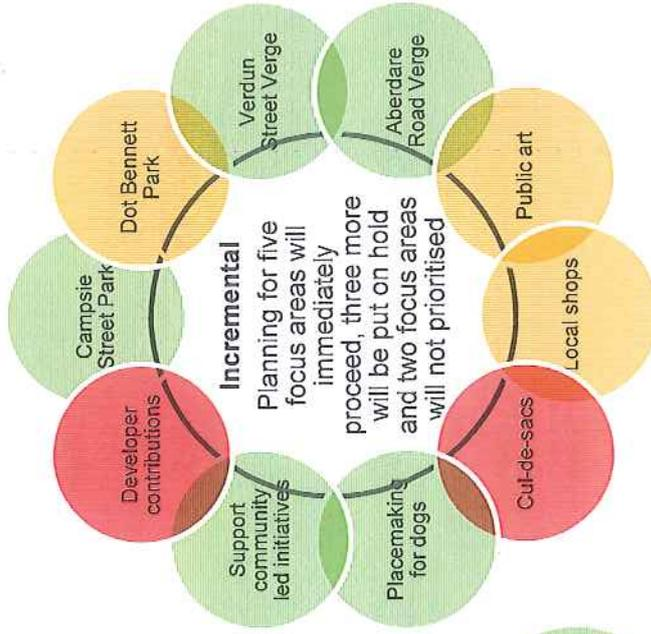 Campsie
Street Park
Dot Bennett
Park
Verdun
Street Verge
Aberdare
Road Verge
Public art
Local shops
Cul-de-sacs
Placemaking
for dogs
Support
community
led initiatives
Developer
contributions
Incremental
Planning for five
focus areas will
immediately
proceed, three more
will be put on hold
and two focus areas
will not prioritised